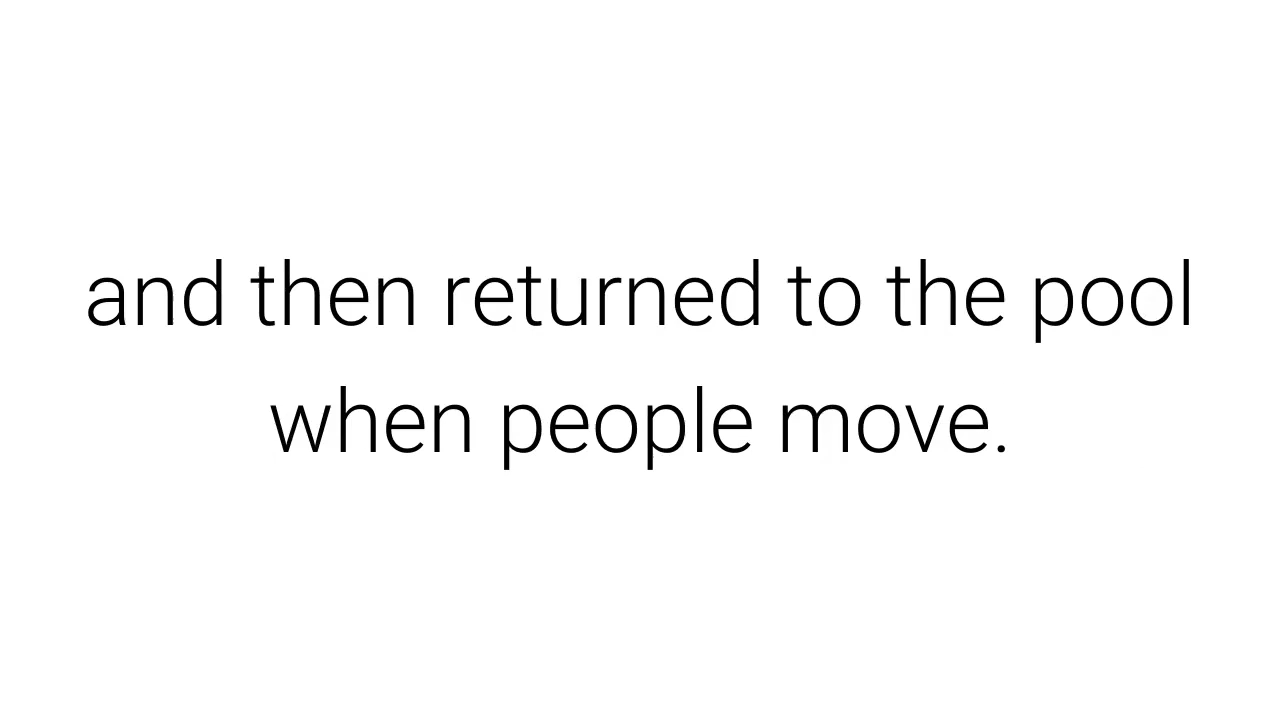 and then returned to the pool
when people move.